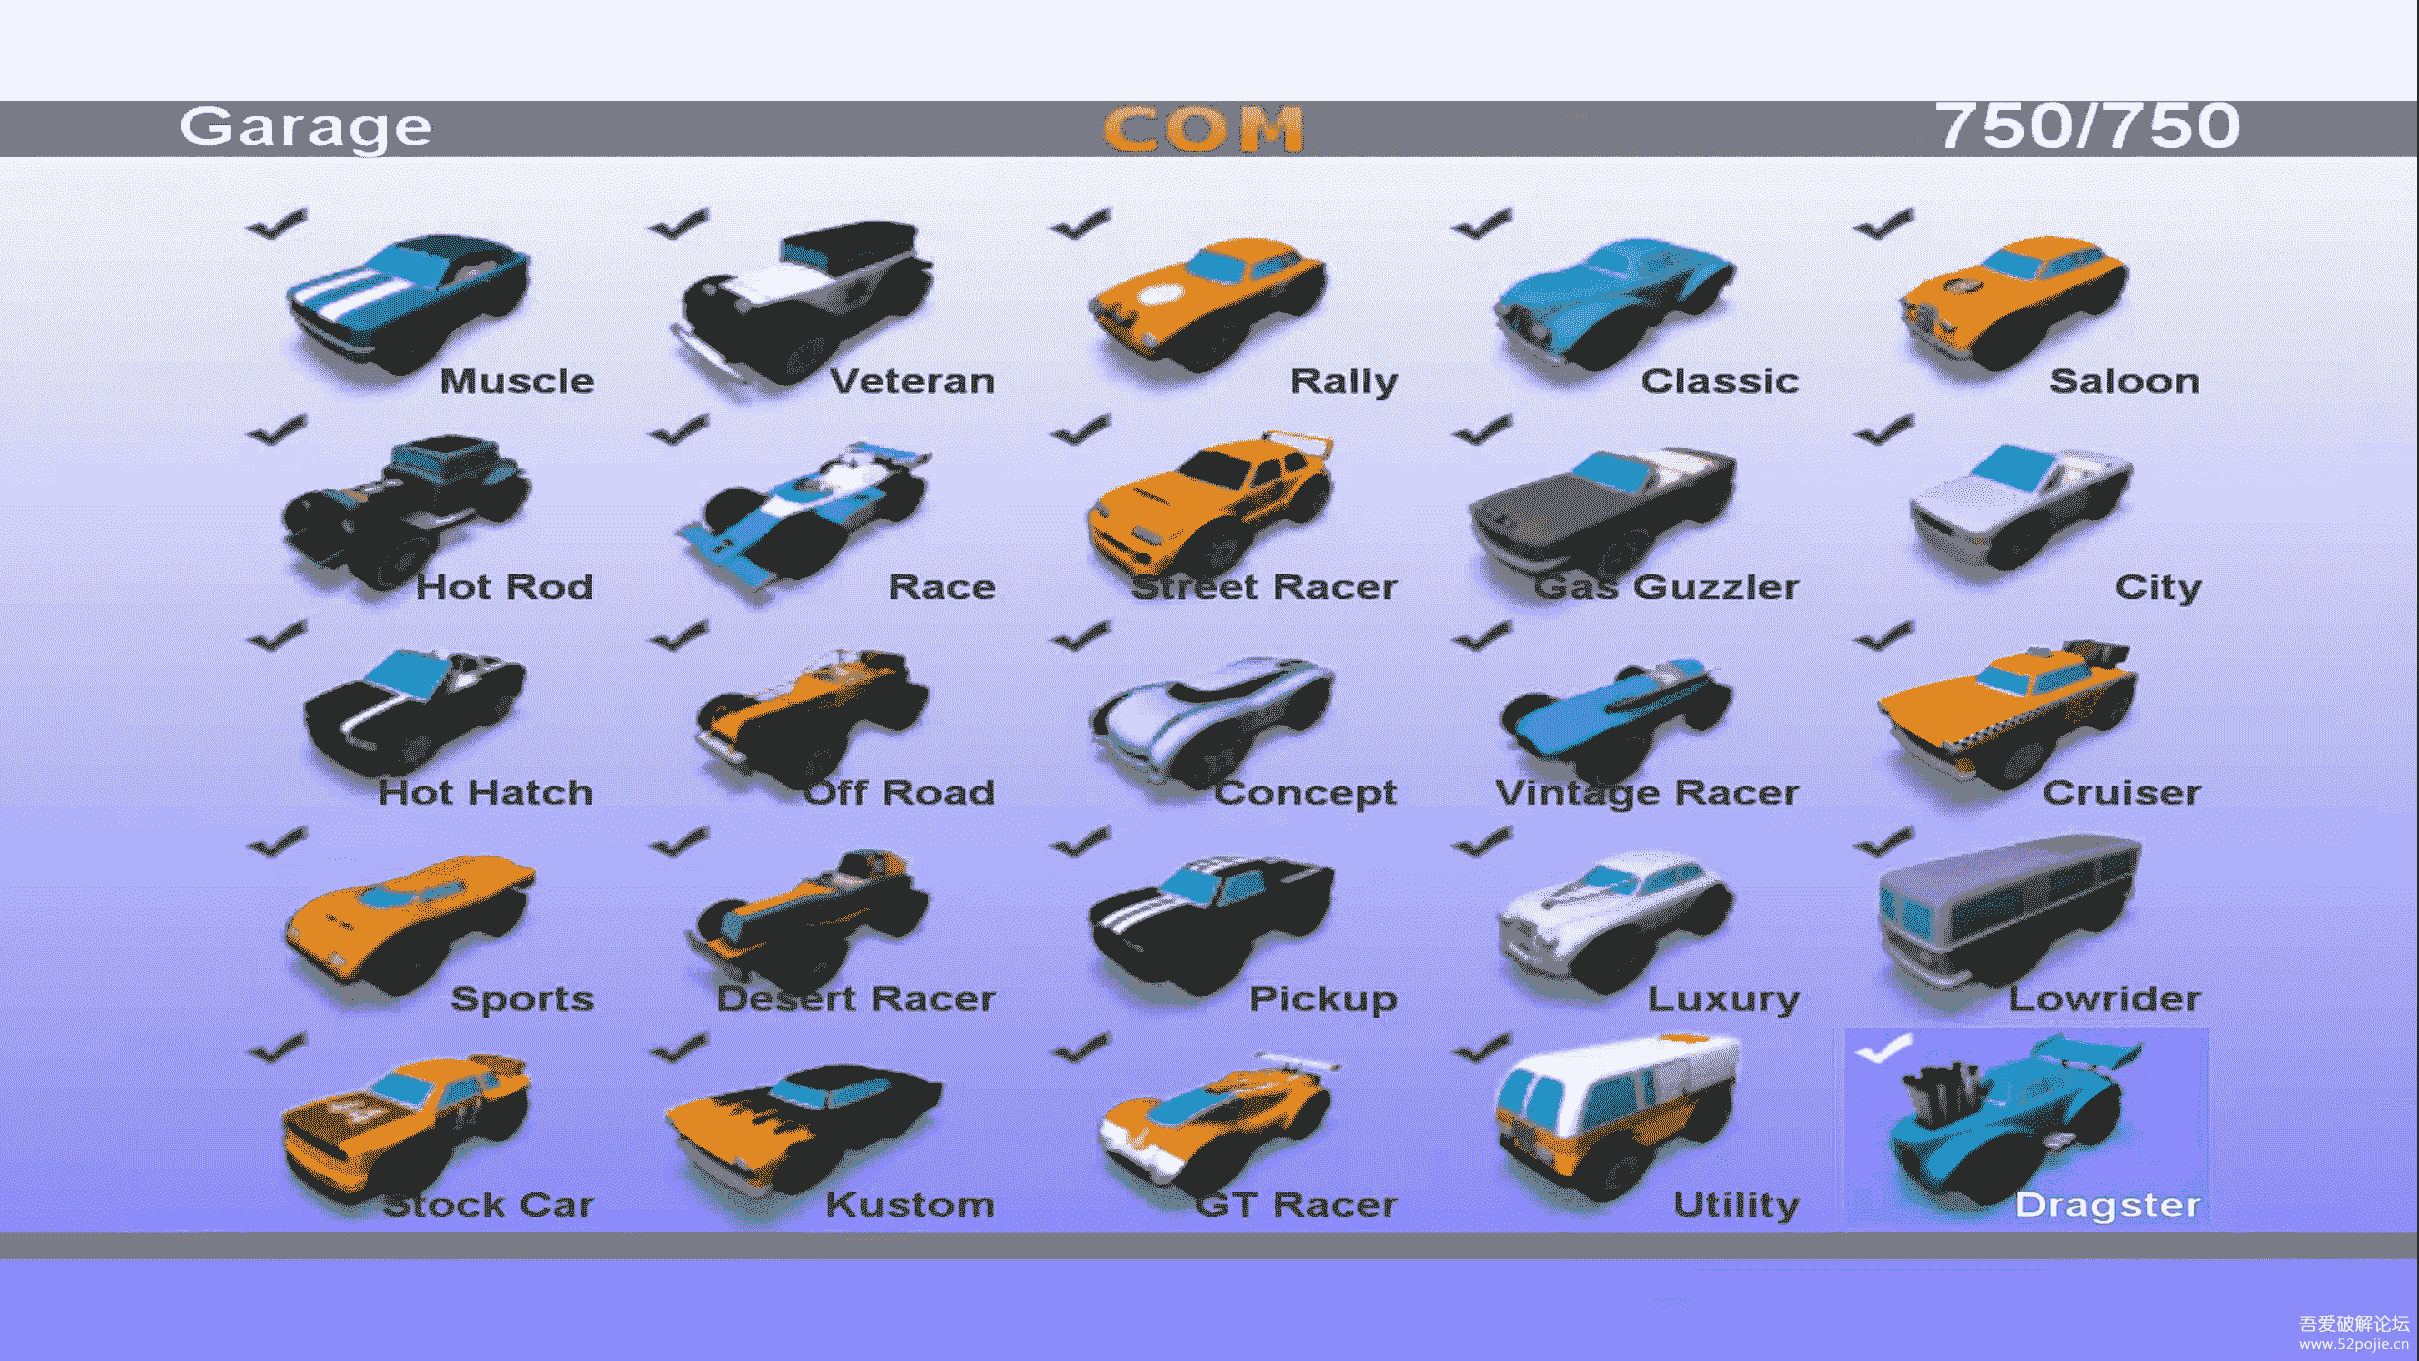 Garage COM 750/750
Muscle Veteran Rally Classic Saloon
Hot Rod Race Street Racer Gas Guzzler City
Hot Hatch Off Road Concept Vintage Racer Cruiser
Sports Desert Racer Pickup Luxury Lowrider
Stock Car Kustom GT Racer Utility Dragster
吾爱破解论坛
www.52pojie.cn